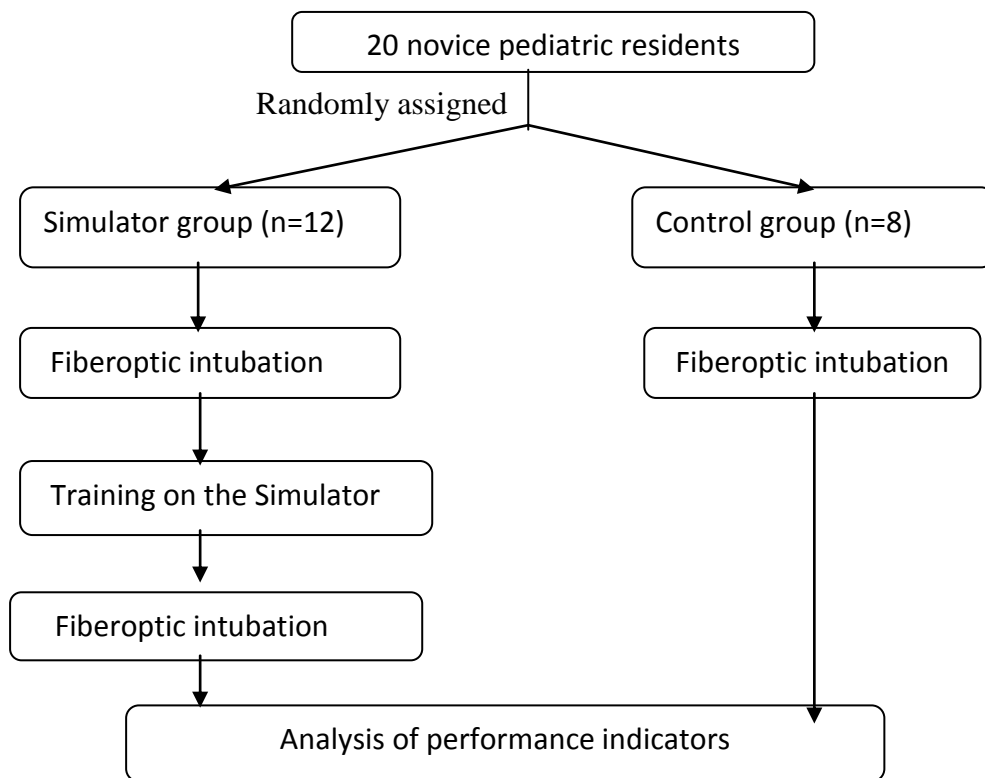 20 novice pediatric residents
Randomly assigned
Simulator group (n=12)
Control group (n=8)
Fiberoptic intubation
Fiberoptic intubation
Training on the Simulator
Fiberoptic intubation
Analysis of performance indicators